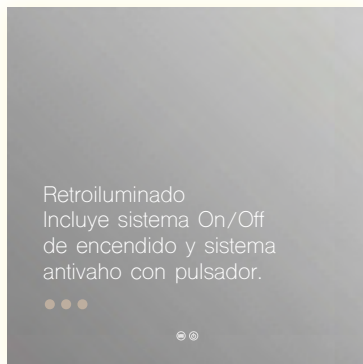 Retroiluminado
Incluye sistema On/Off
de encendido y sistema
antivaho con pulsador.